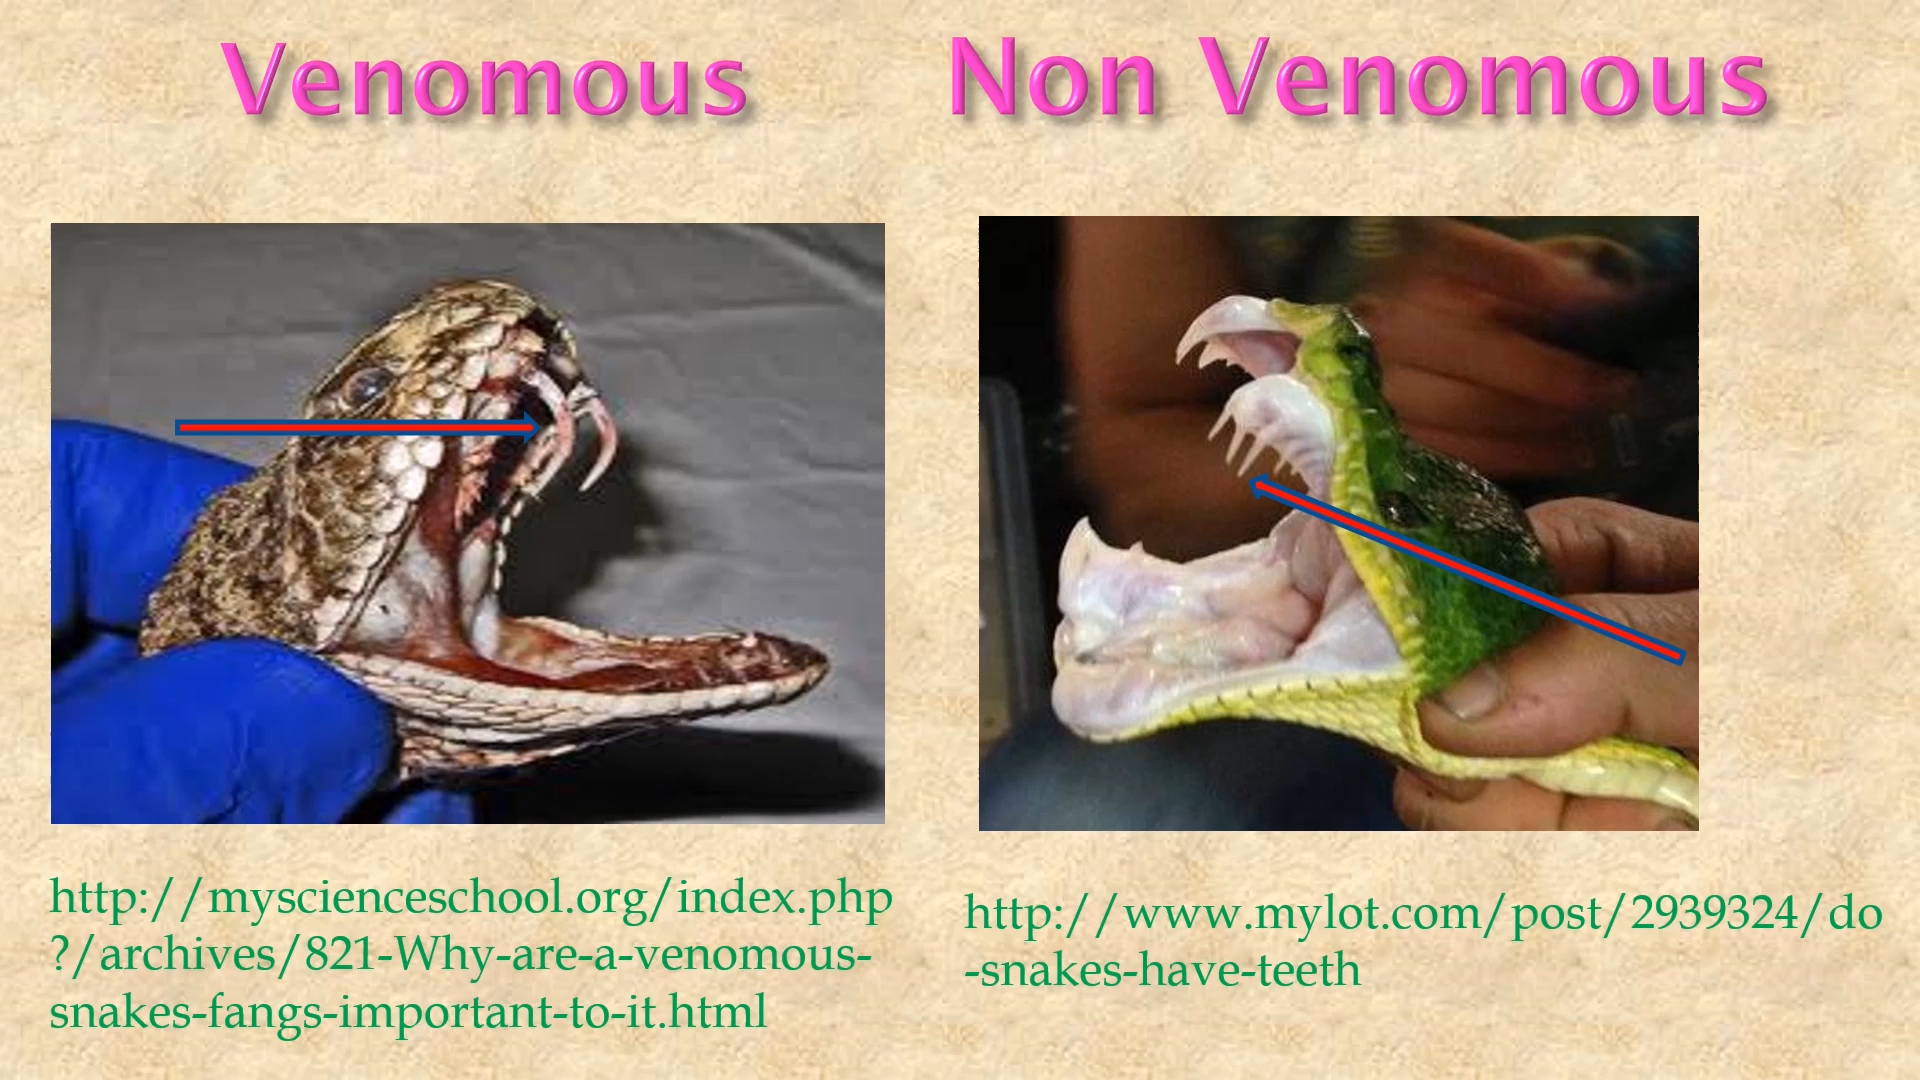 Venomous
Non Venomous
http://myscienceschool.org/index.php
?/archives/821-Why-are-a-venomous-
snakes-fangs-important-to-it.html
http://www.mylot.com/post/2939324/do
-snakes-have-teeth